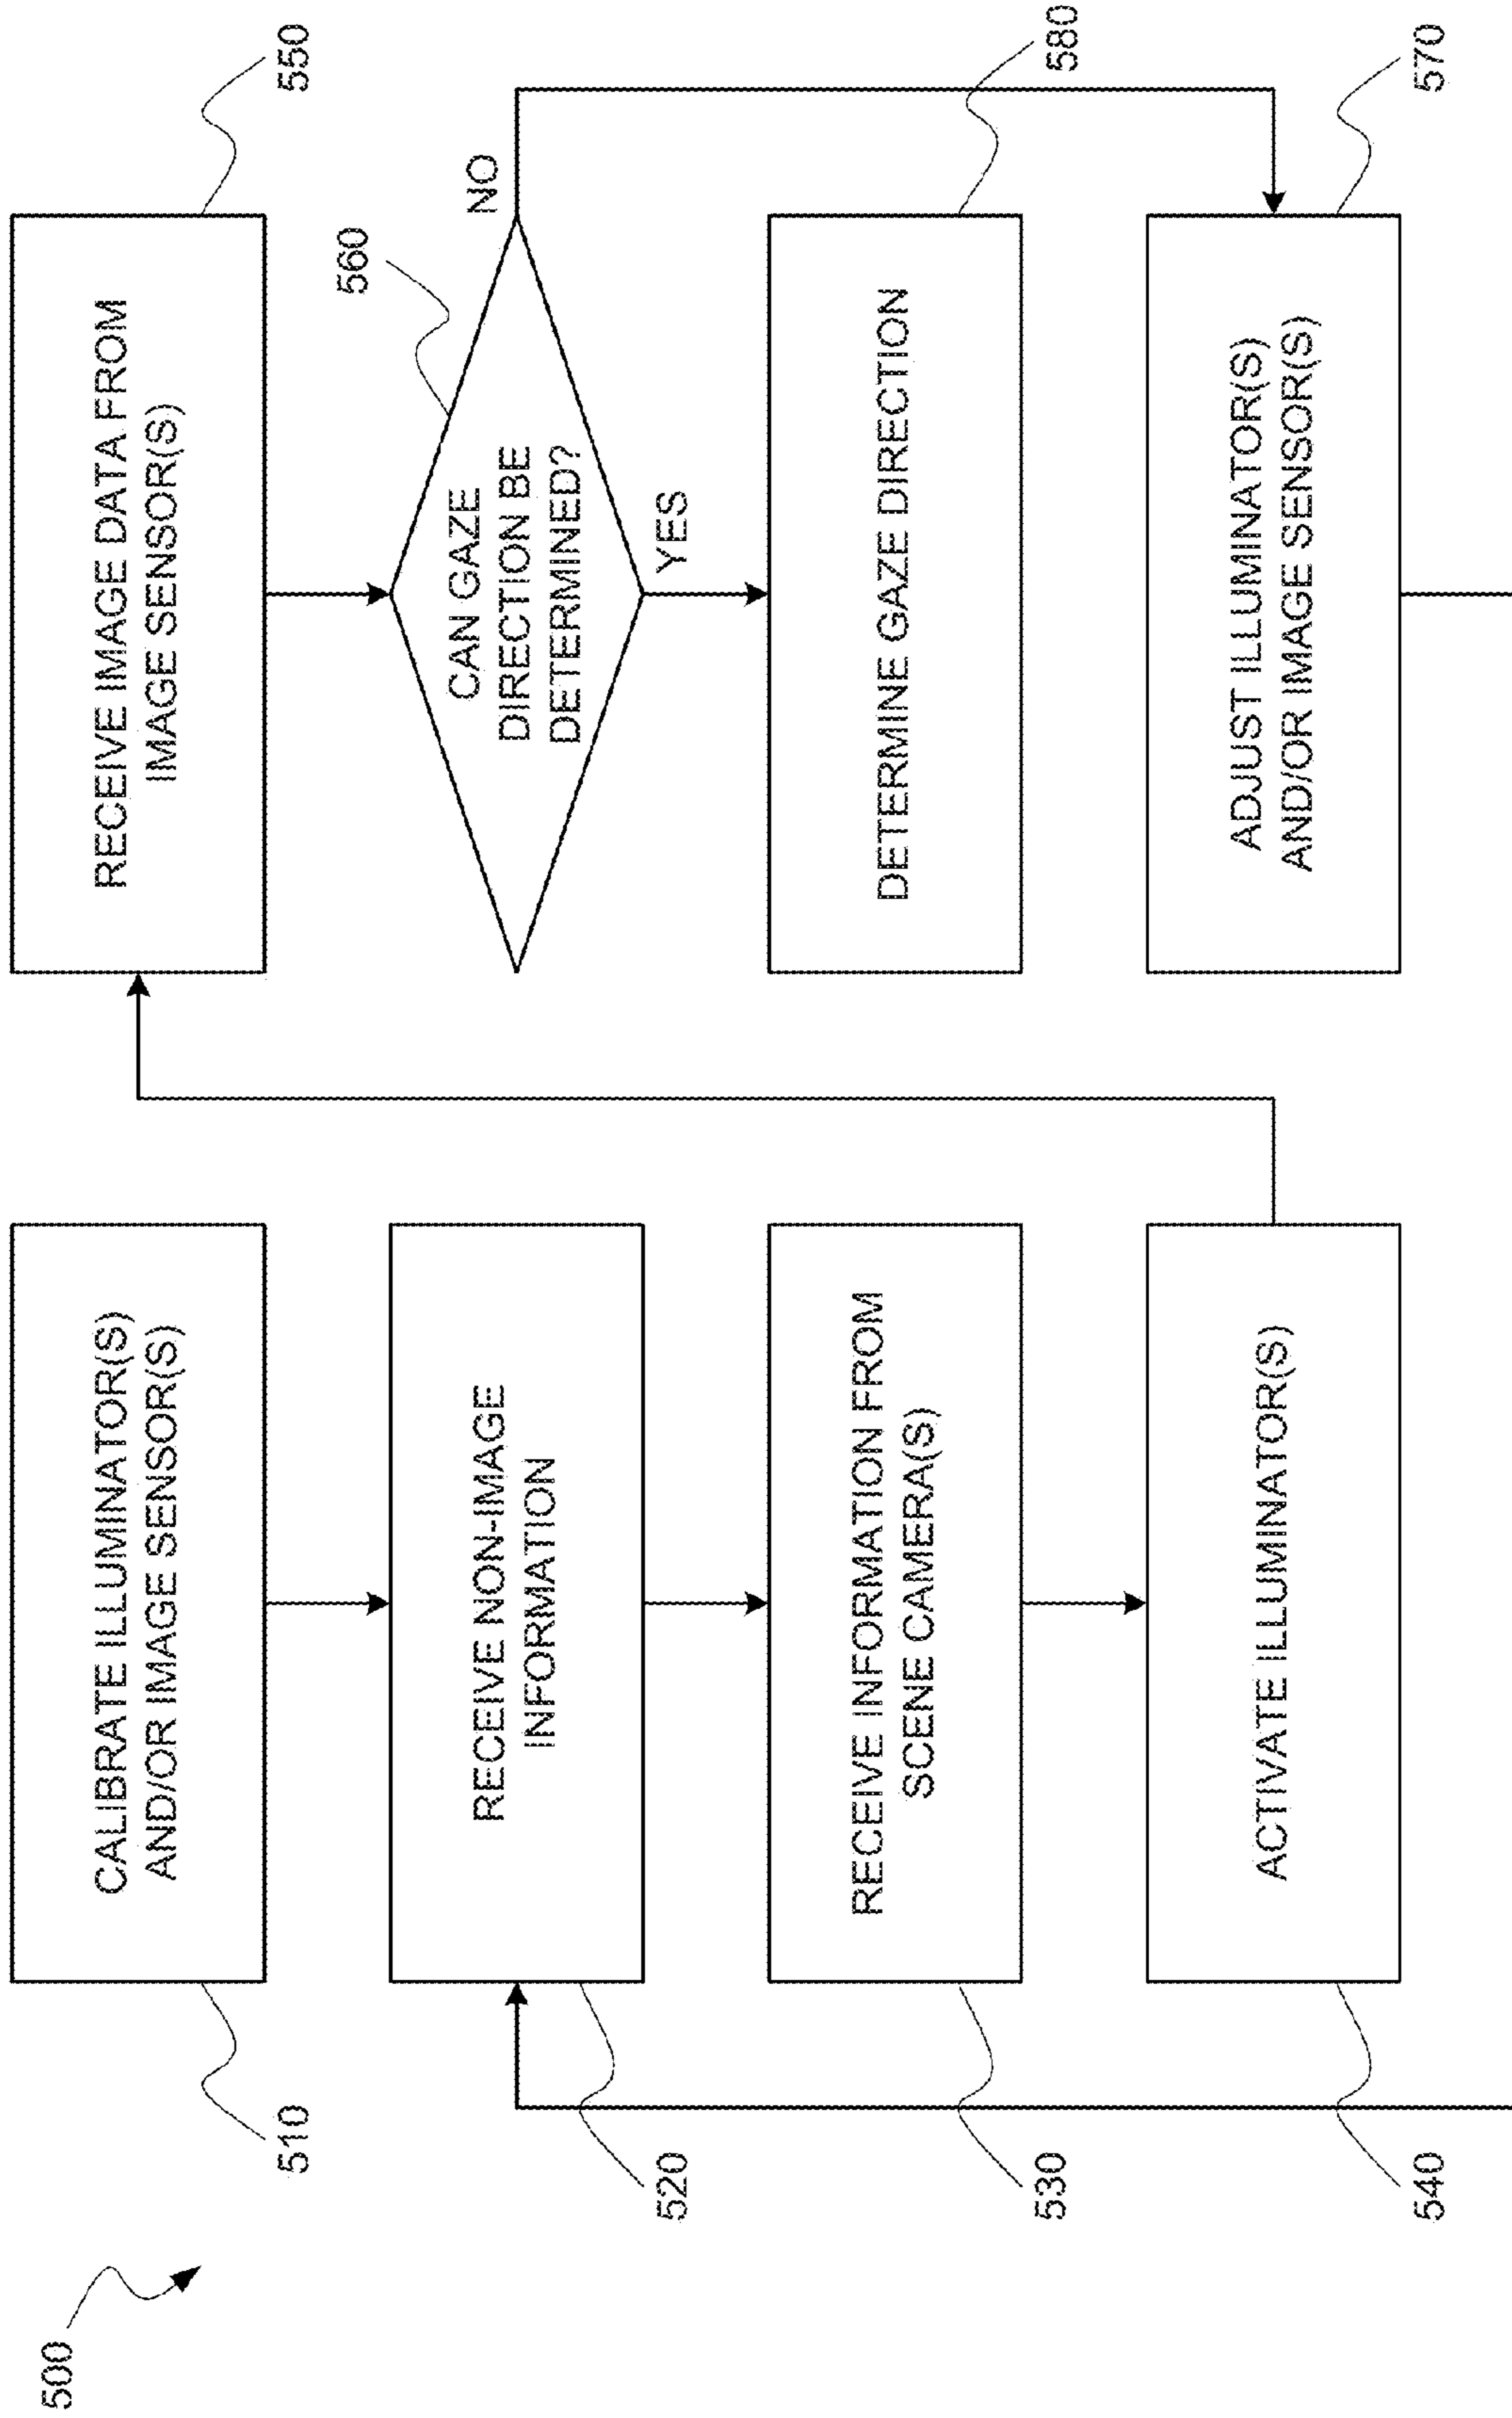 500
510
CALIBRATE ILLUMINATOR(S)
AND/OR IMAGE SENSOR(S)
520
RECEIVE NON-IMAGE
INFORMATION
530
RECEIVE INFORMATION FROM
SCENE CAMERA(S)
540
ACTIVATE ILLUMINATOR(S)
550
RECEIVE IMAGE DATA FROM
IMAGE SENSOR(S)
560
CAN GAZE
DIRECTION BE
DETERMINED?
NO
YES
580
DETERMINE GAZE DIRECTION
570
ADJUST ILLUMINATOR(S)
AND/OR IMAGE SENSOR(S)